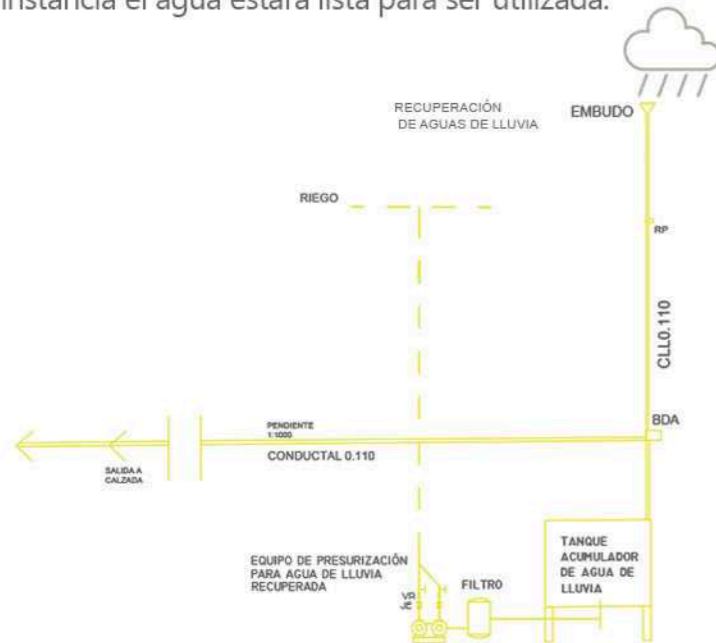 instancia el agua estará lista para ser utilizada.
RECUPERACIÓN
DE AGUAS DE LLUVIA
EMBUDO
RIEGO
RP
CLL0.110
BDA
PENDIENTE
1:1000
CONDUCTAL 0.110
SALIDA A
CALZADA
EQUIPO DE PRESURIZACIÓN
PARA AGUA DE LLUVIA
RECUPERADA
VR
FILTRO
TANQUE
ACUMULADOR
DE AGUA DE
LLUVIA